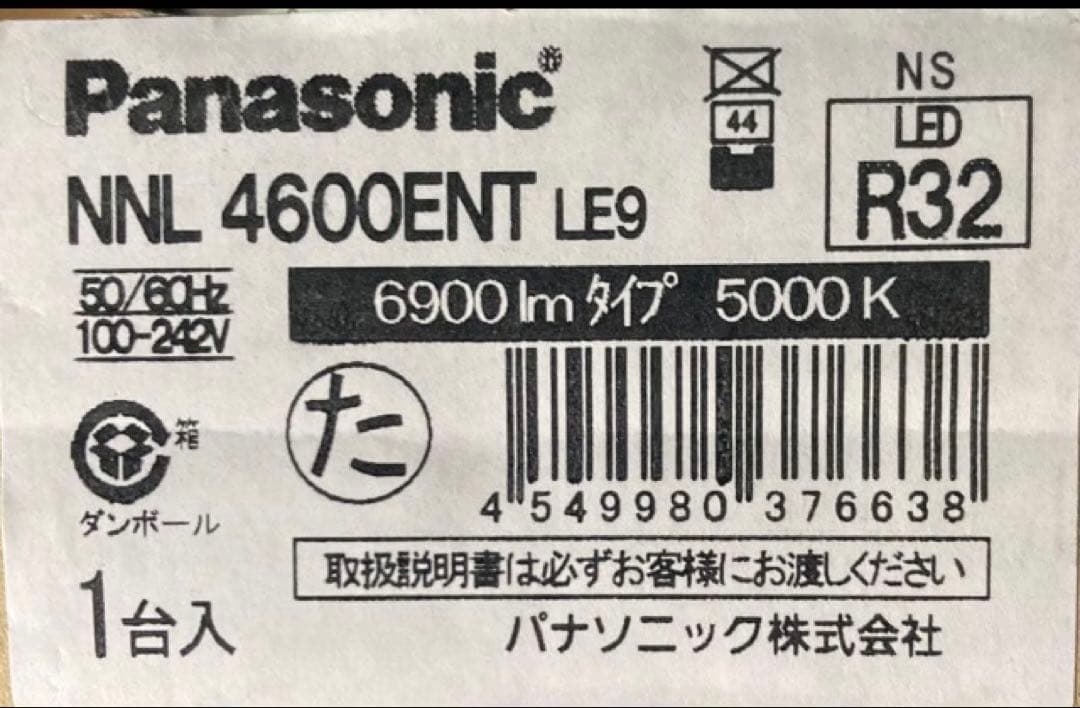 Panasonic
NS
44
LED
R32
NNL 4600ENT LE9
50/60Hz
100-242V
6900 lm タイプ 5000 K
た
箱
ダンボール
4 549980 376638
取扱説明書は必ずお客様にお渡しください
1台入
パナソニック株式会社